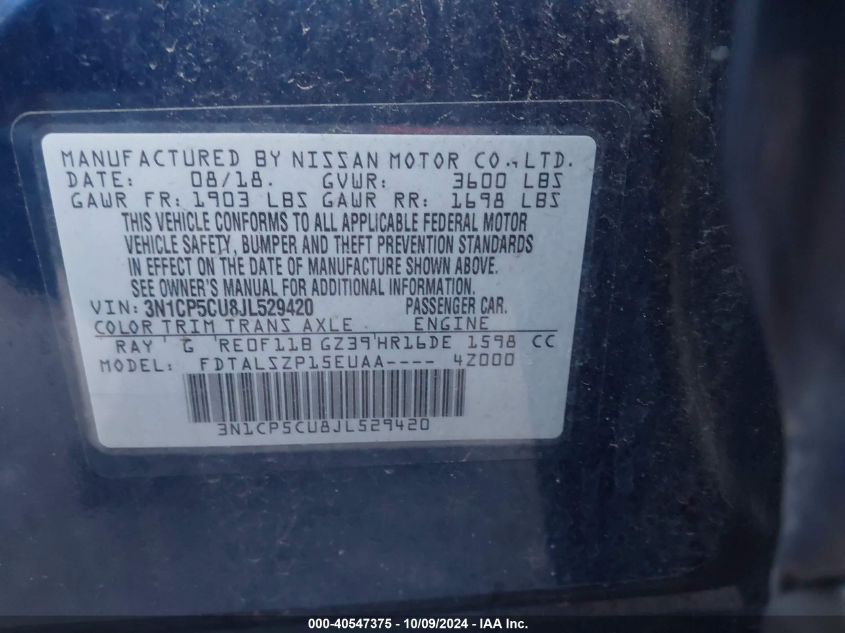 MANUFACTURED BY NISSAN MOTOR CO., LTD.
DATE: 08/18. GVWR: 3600 LBS
GAWR FR: 1903 LBS GAWR RR: 1698 LBS
THIS VEHICLE CONFORMS TO ALL APPLICABLE FEDERAL MOTOR
VEHICLE SAFETY, BUMPER AND THEFT PREVENTION STANDARDS
IN EFFECT ON THE DATE OF MANUFACTURE SHOWN ABOVE.
SEE OWNER'S MANUAL FOR ADDITIONAL INFORMATION.
VIN: 3N1CP5CU8JL529420 PASSENGER CAR.
COLOR TRIM TRANS AXLE ENGINE
RAY G RE0F11B GZ39 HR16DE 1598 CC
MODEL: FDTALSZP15EUAA---- 4Z000
3N1CP5CU8JL529420
000-40547375 - 10/09/2024 - IAA Inc.